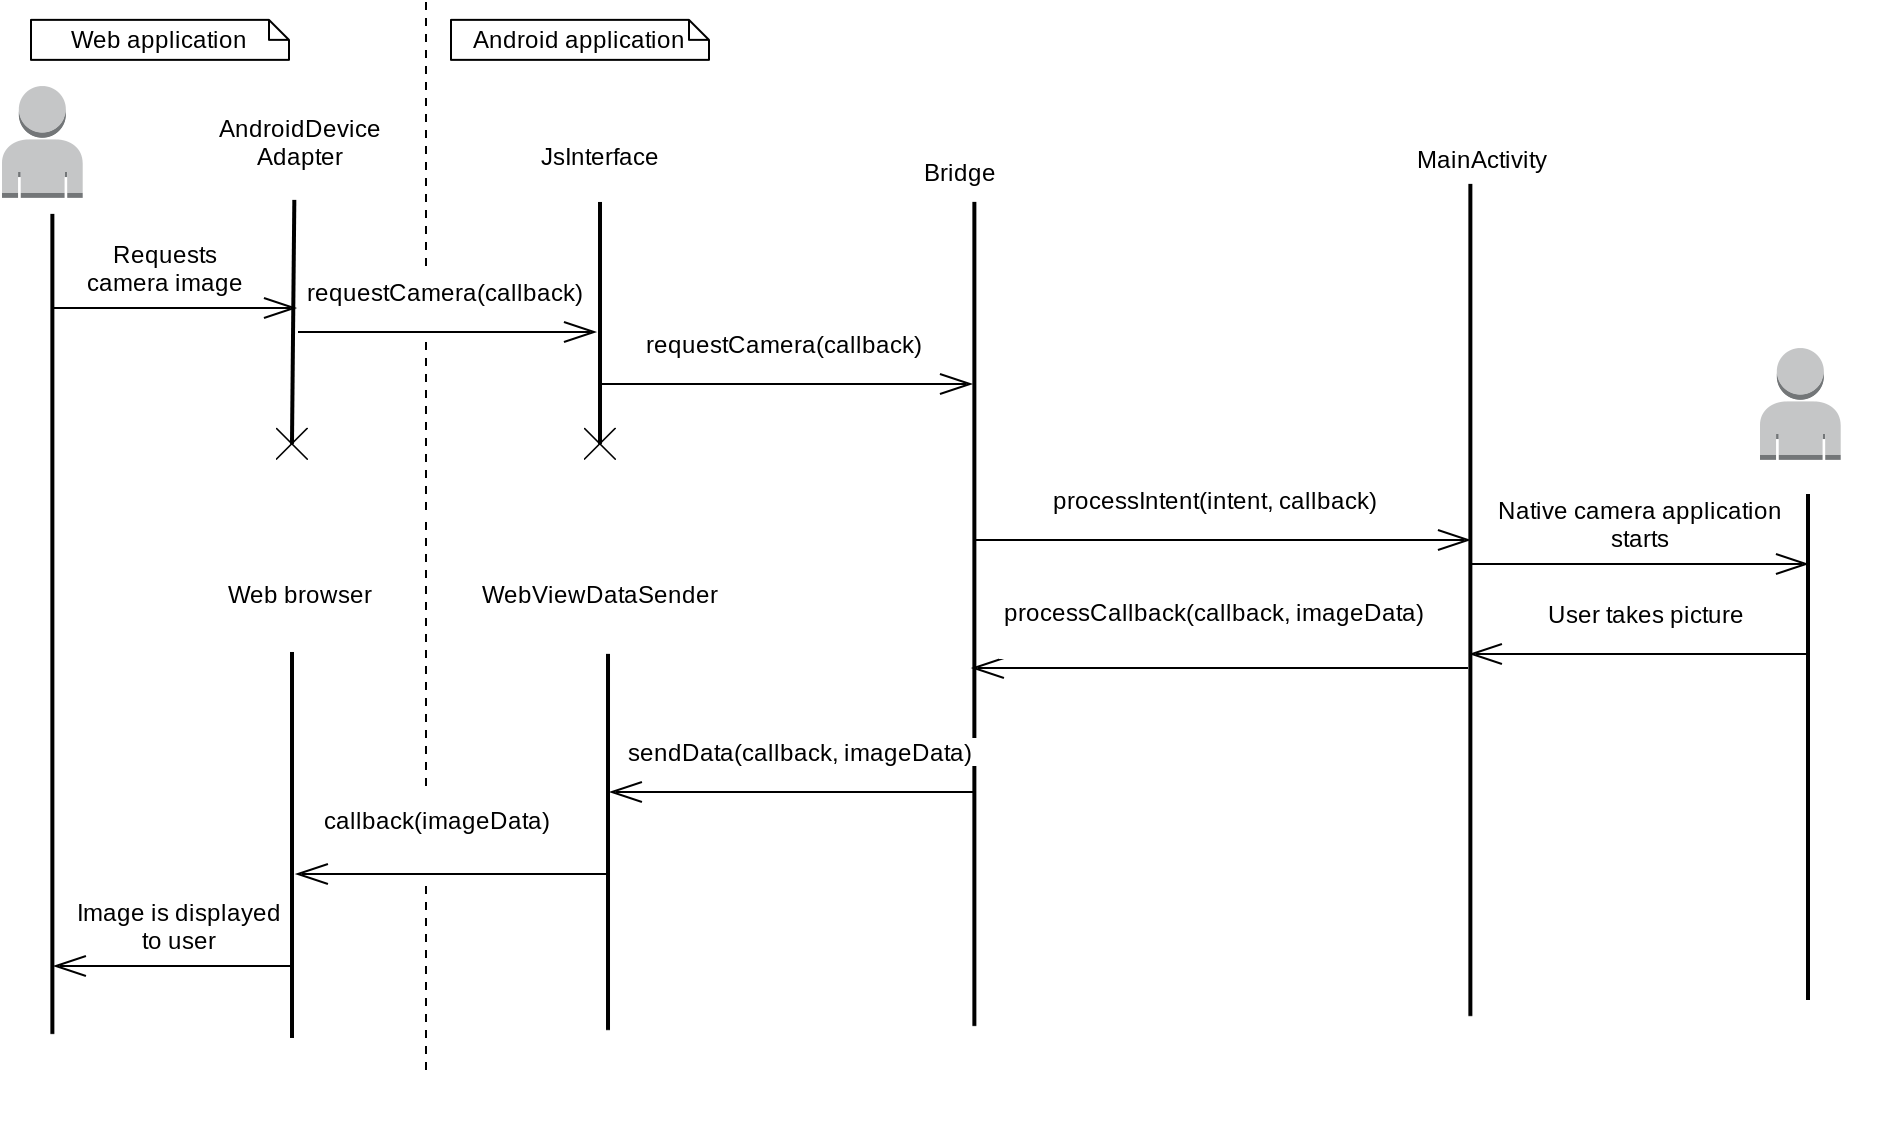 Web application
Android application
AndroidDevice
Adapter
JsInterface
Bridge
MainActivity
Requests
camera image
requestCamera(callback)
requestCamera(callback)
processIntent(intent, callback)
Native camera application
starts
Web browser
WebViewDataSender
processCallback(callback, imageData)
User takes picture
sendData(callback, imageData)
callback(imageData)
Image is displayed
to user